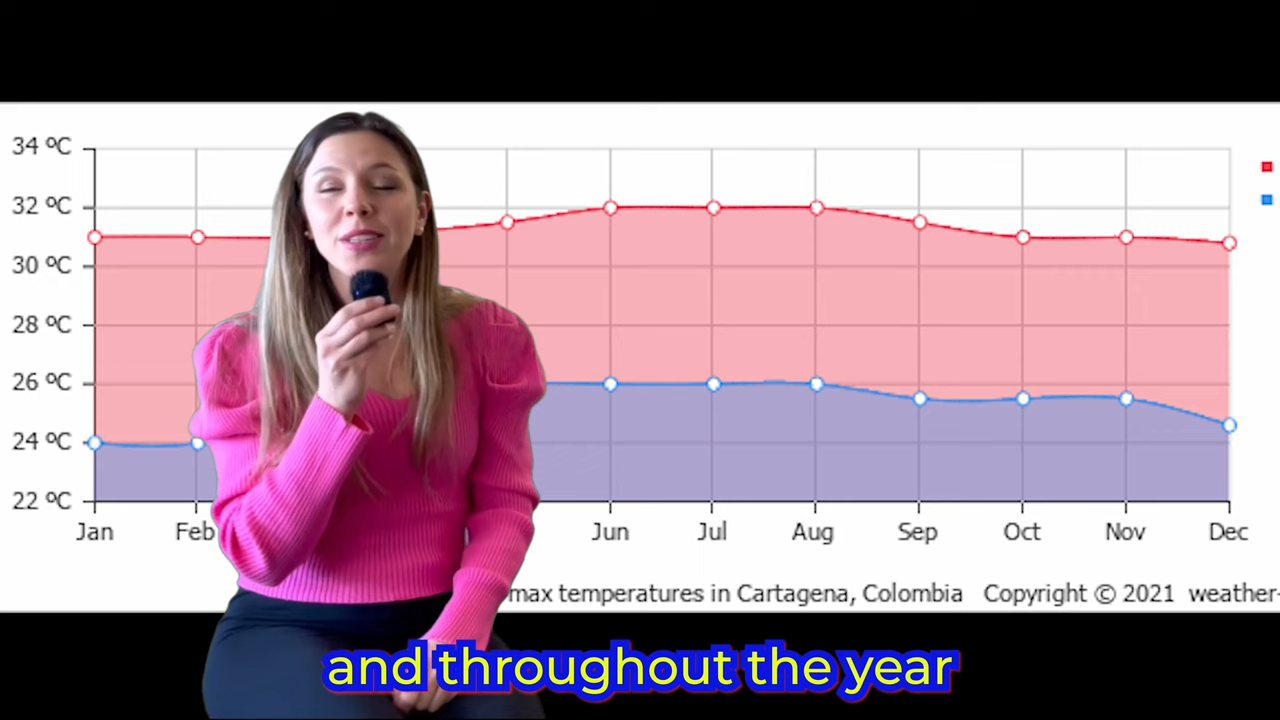 34 ºC
32 ºC
30 ºC
28 ºC
26 ºC
24 ºC
22 ºC
Jan Feb Jun Jul Aug Sep Oct Nov Dec
max temperatures in Cartagena, Colombia Copyright © 2021 weather-
and throughout the year